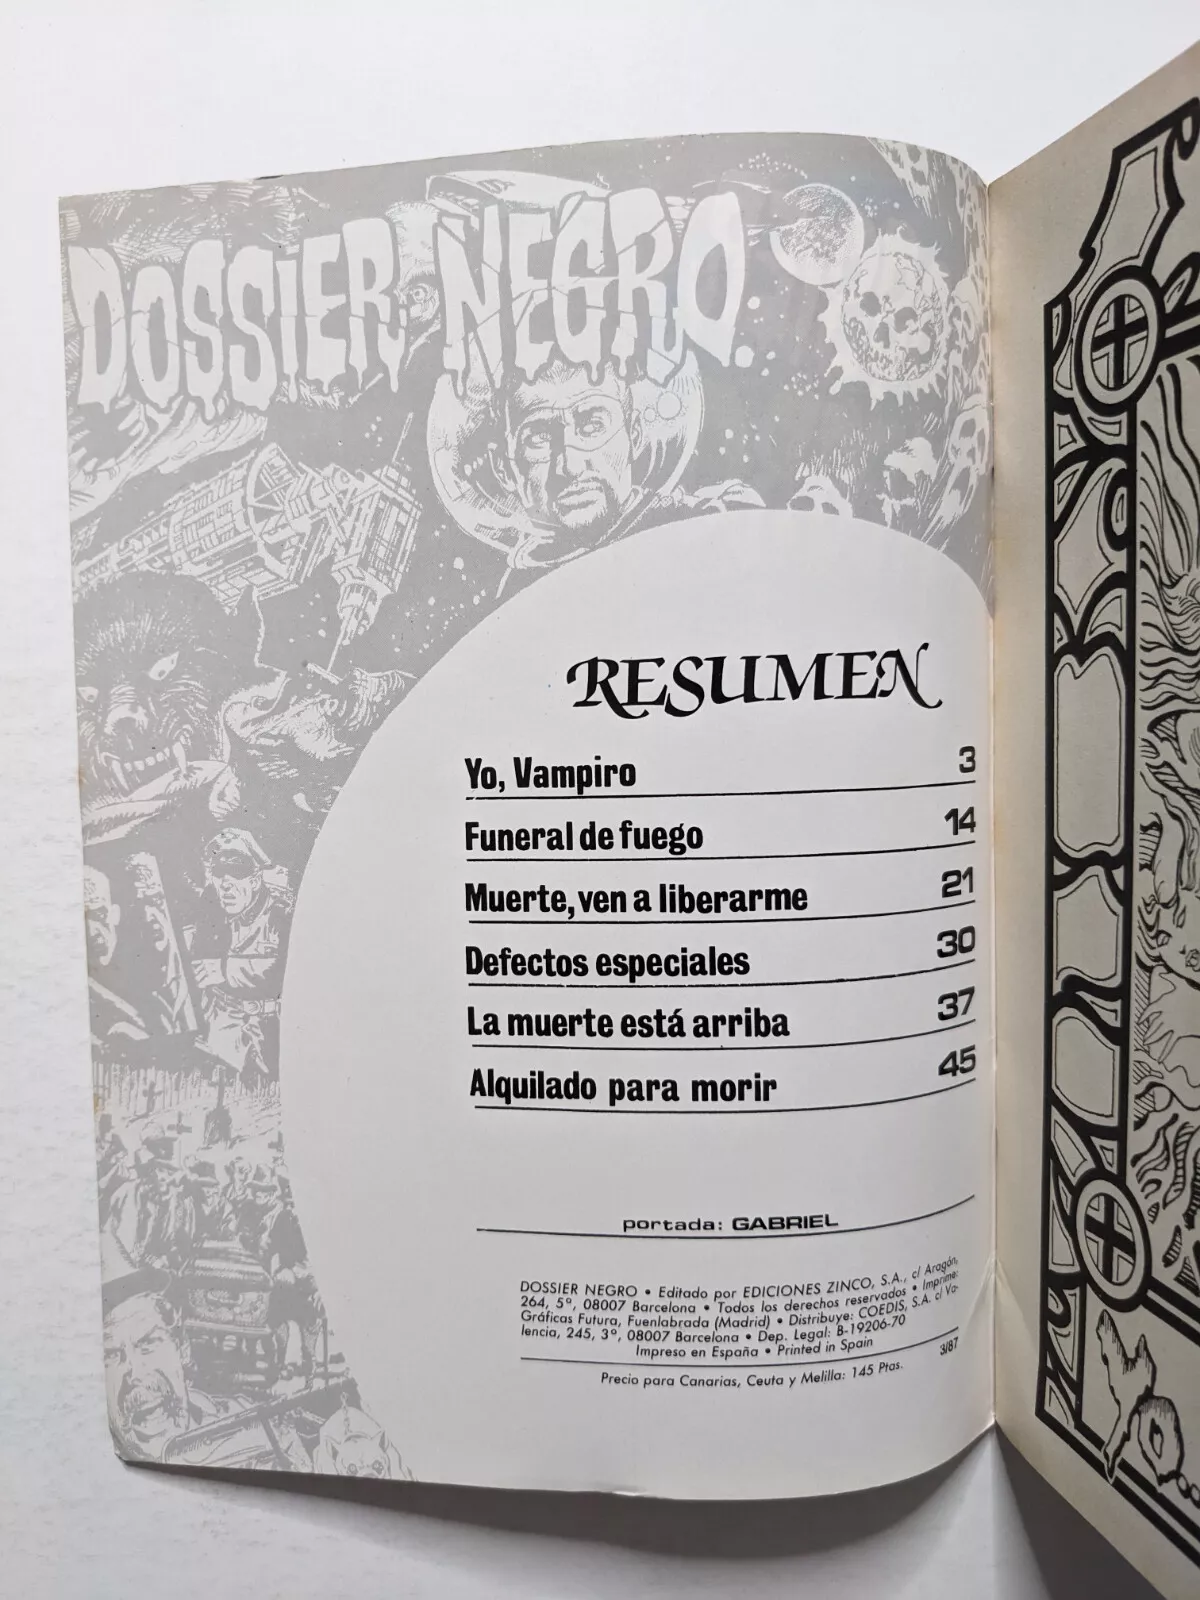 DOSSIER NEGRO
RESUMEN
Yo, Vampiro 3
Funeral de fuego 14
Muerte, ven a liberarme 21
Defectos especiales 30
La muerte está arriba 37
Alquilado para morir 45
portada: GABRIEL
DOSSIER NEGRO • Editado por EDICIONES ZINCO, S.A., c/ Aragón,
264, 5º, 08007 Barcelona • Todos los derechos reservados • Imprime:
Gráficas Futura, Fuenlabrada (Madrid) • Distribuye: COEDIS, S.A. c/ Va-
lencia, 245, 3º, 08007 Barcelona • Dep. Legal: B-19206-70
Impreso en España • Printed in Spain
3/87
Precio para Canarias, Ceuta y Melilla: 145 Ptas.